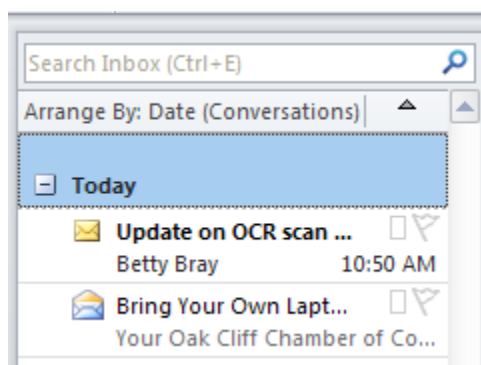 Search Inbox (Ctrl+E)
Arrange By: Date (Conversations)
Today
Update on OCR scan ...
Betty Bray 10:50 AM
Bring Your Own Lapt...
Your Oak Cliff Chamber of Co...